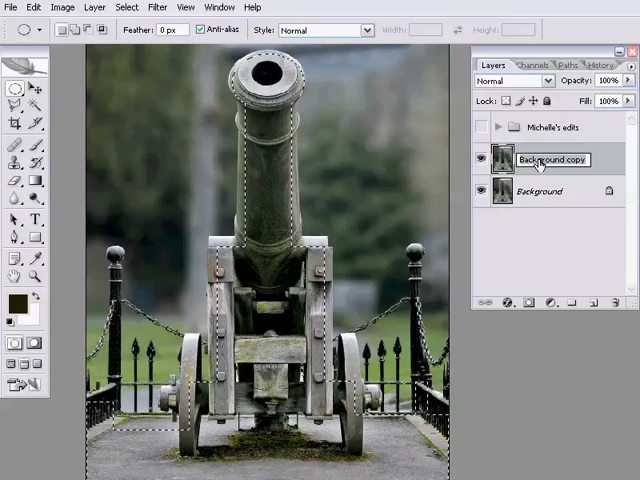 File Edit Image Layer Select Filter View Window Help
Feather: 0 px Anti-alias Style: Normal Width: Height:
Layers Channels Paths History
Normal Opacity: 100%
Lock: Fill: 100%
Michelle's edits
Background copy
Background